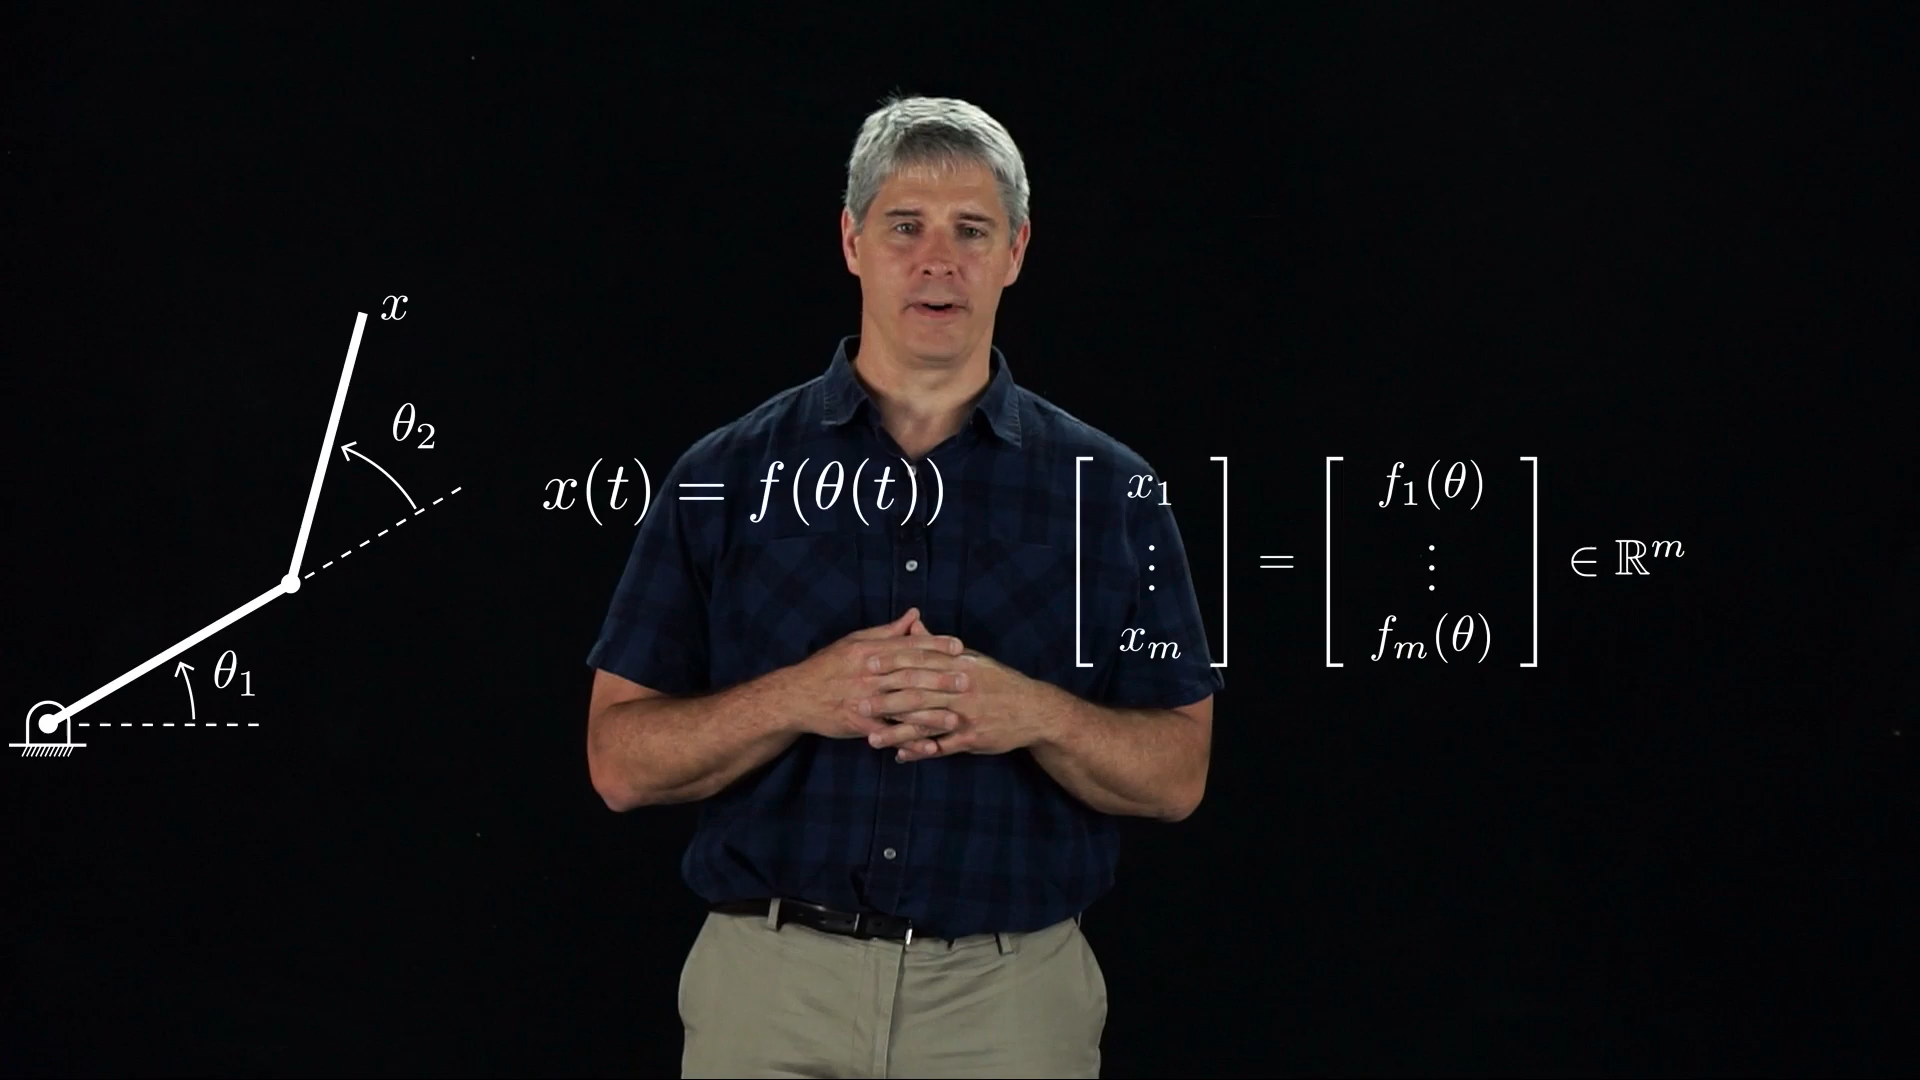 x
θ₂
θ₁
x(t) = f(θ(t))
[x₁ ⋮ xₘ] = [f₁(θ) ⋮ fₘ(θ)] ∈ ℝᵐ